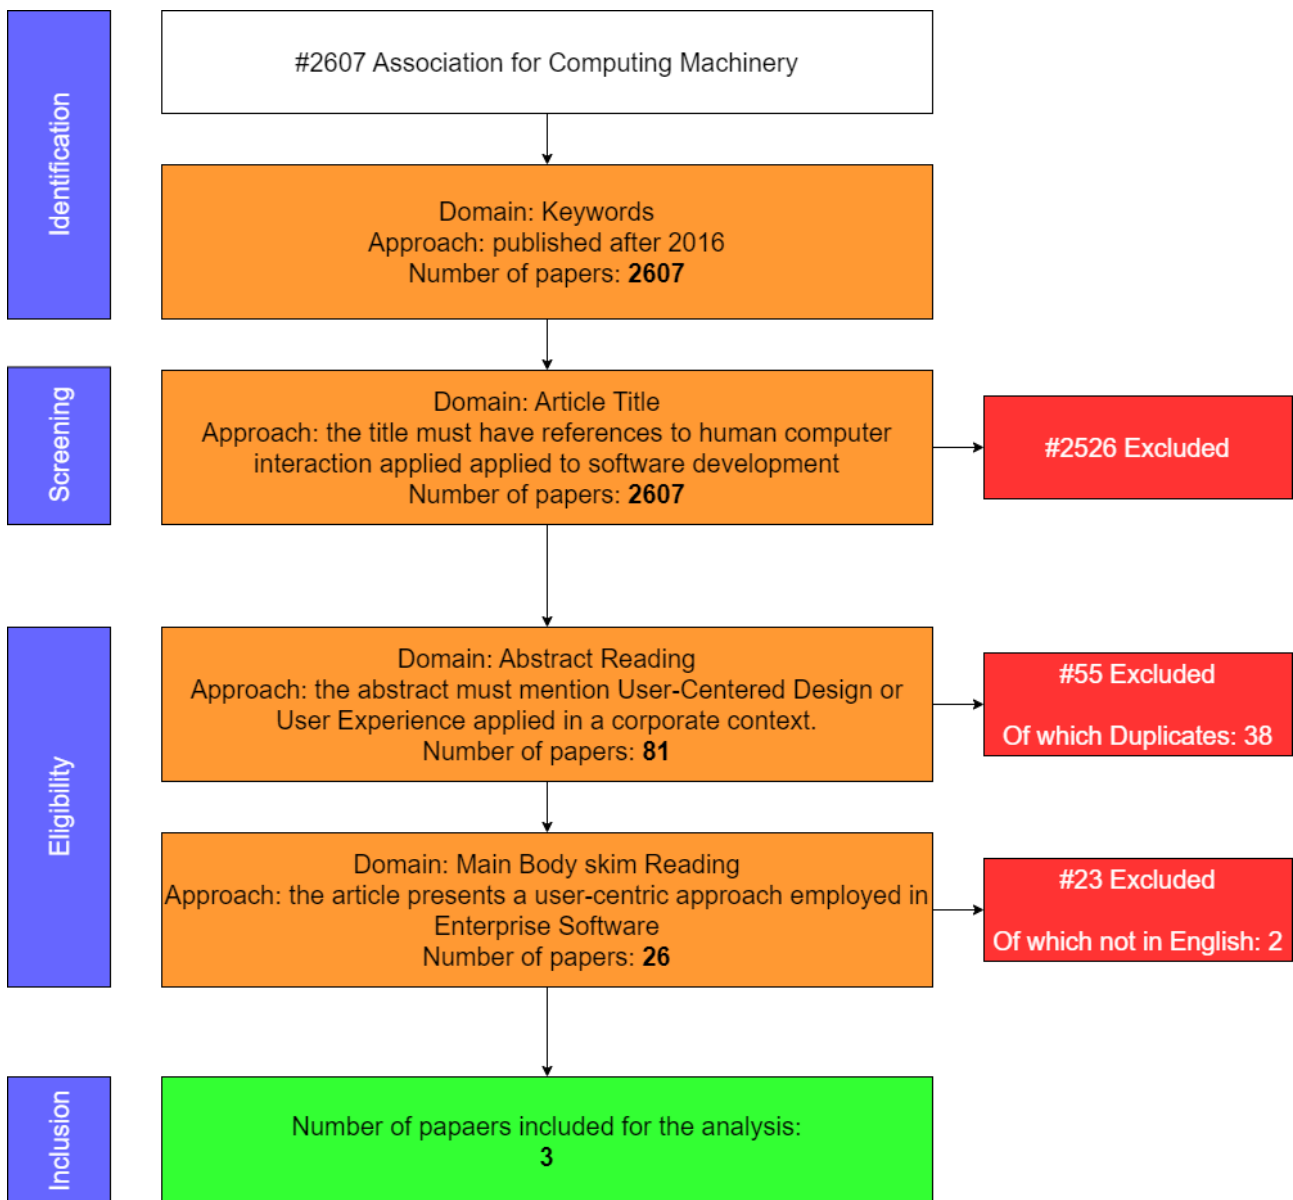 Identification
#2607 Association for Computing Machinery
Domain: Keywords
Approach: published after 2016
Number of papers: 2607
Screening
Domain: Article Title
Approach: the title must have references to human computer
interaction applied applied to software development
Number of papers: 2607
#2526 Excluded
Eligibility
Domain: Abstract Reading
Approach: the abstract must mention User-Centered Design or
User Experience applied in a corporate context.
Number of papers: 81
#55 Excluded
Of which Duplicates: 38
Domain: Main Body skim Reading
Approach: the article presents a user-centric approach employed in
Enterprise Software
Number of papers: 26
#23 Excluded
Of which not in English: 2
Inclusion
Number of papaers included for the analysis:
3